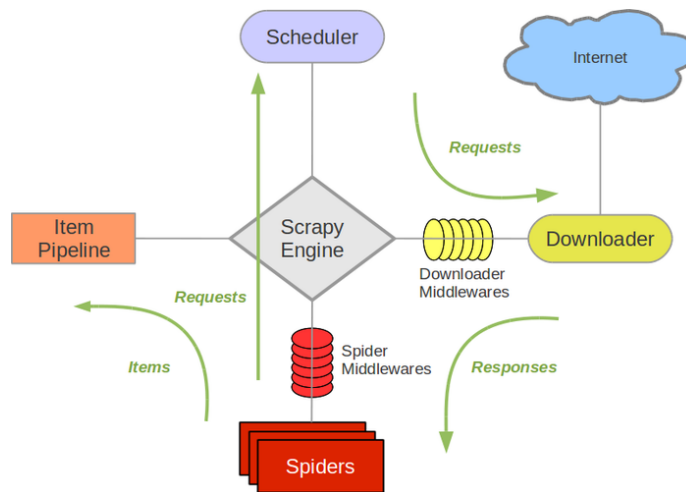 Scheduler
Internet
Requests
Item
Pipeline
Scrapy
Engine
Downloader
Downloader
Middlewares
Requests
Spider
Middlewares
Items
Responses
Spiders